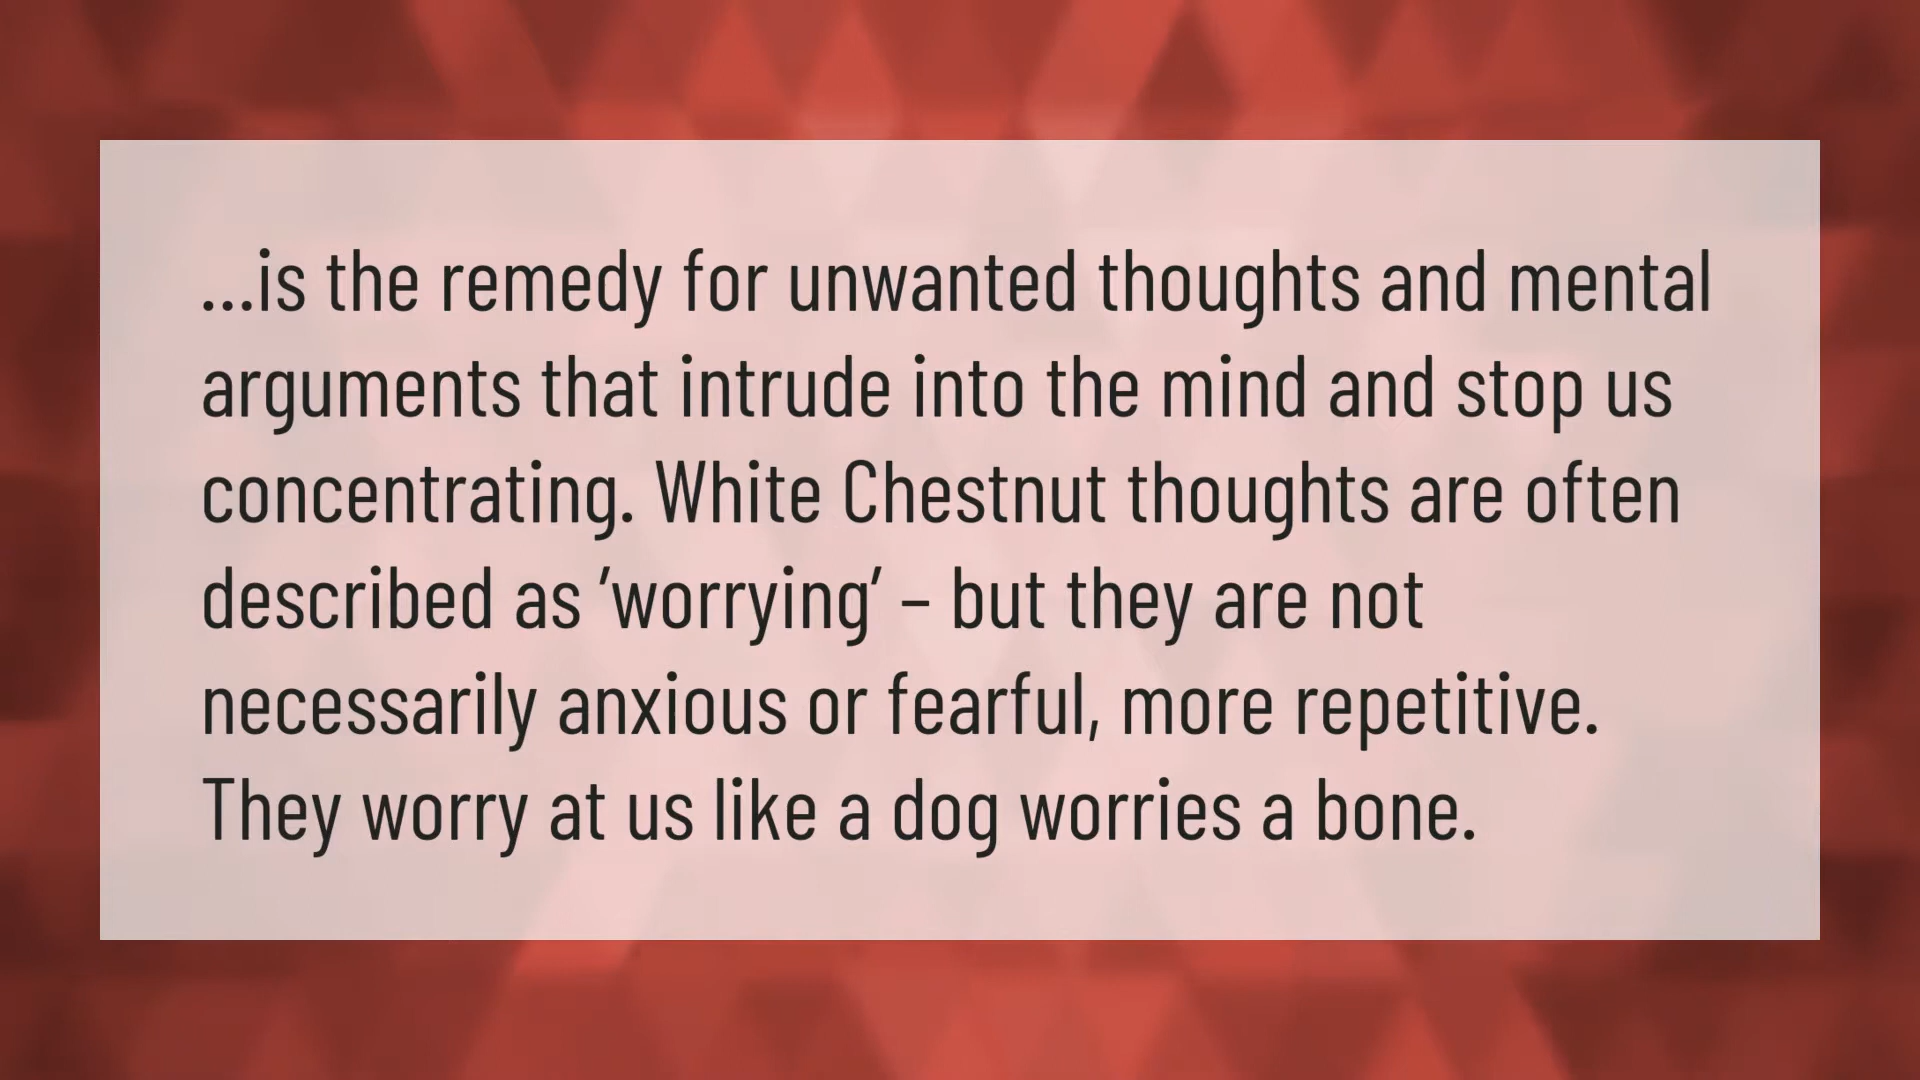 ...is the remedy for unwanted thoughts and mental
arguments that intrude into the mind and stop us
concentrating. White Chestnut thoughts are often
described as ′worrying′ – but they are not
necessarily anxious or fearful, more repetitive.
They worry at us like a dog worries a bone.